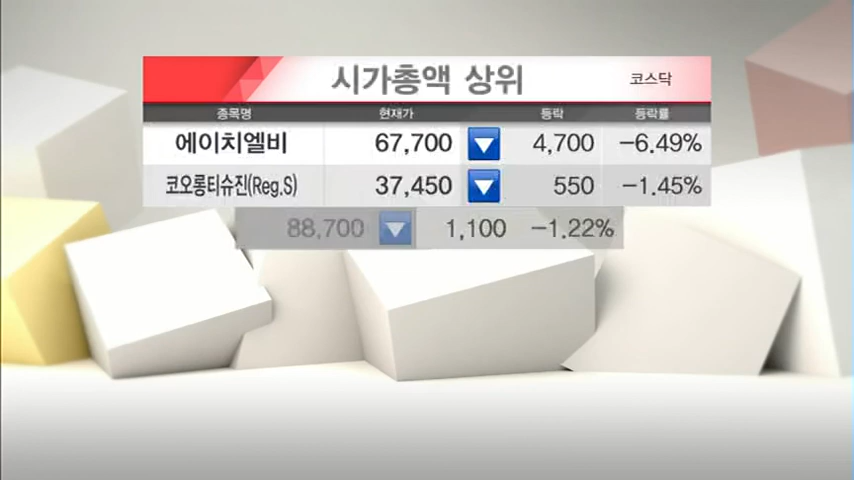 시가총액 상위 코스닥
종목명 현재가 등락 등락률
에이치엘비 67,700 ▼ 4,700 -6.49%
코오롱티슈진(Reg.S) 37,450 ▼ 550 -1.45%
88,700 ▼ 1,100 -1.22%